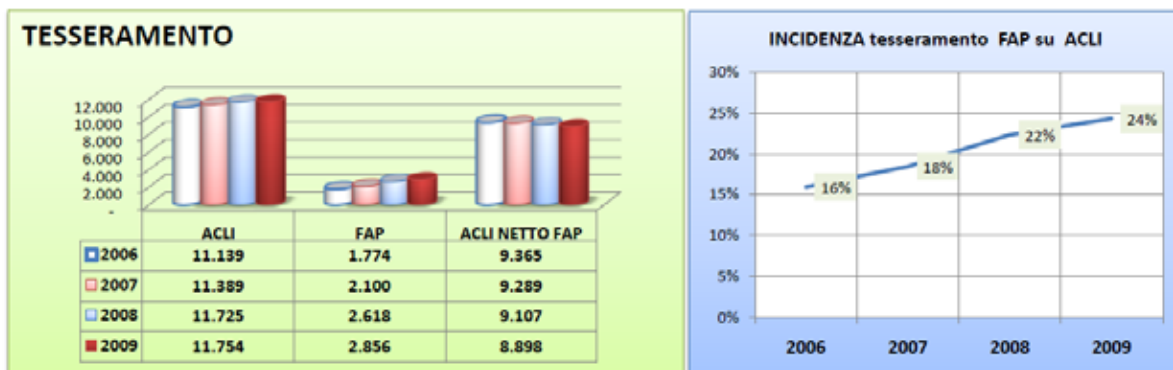 TESSERAMENTO
12.000
10.000
8.000
6.000
4.000
2.000
-
ACLI FAP ACLI NETTO FAP
2006 11.139 1.774 9.365
2007 11.389 2.100 9.289
2008 11.725 2.618 9.107
2009 11.754 2.856 8.898
INCIDENZA tesseramento FAP su ACLI
30%
25%
20%
15%
10%
5%
0%
16%
18%
22%
24%
2006 2007 2008 2009